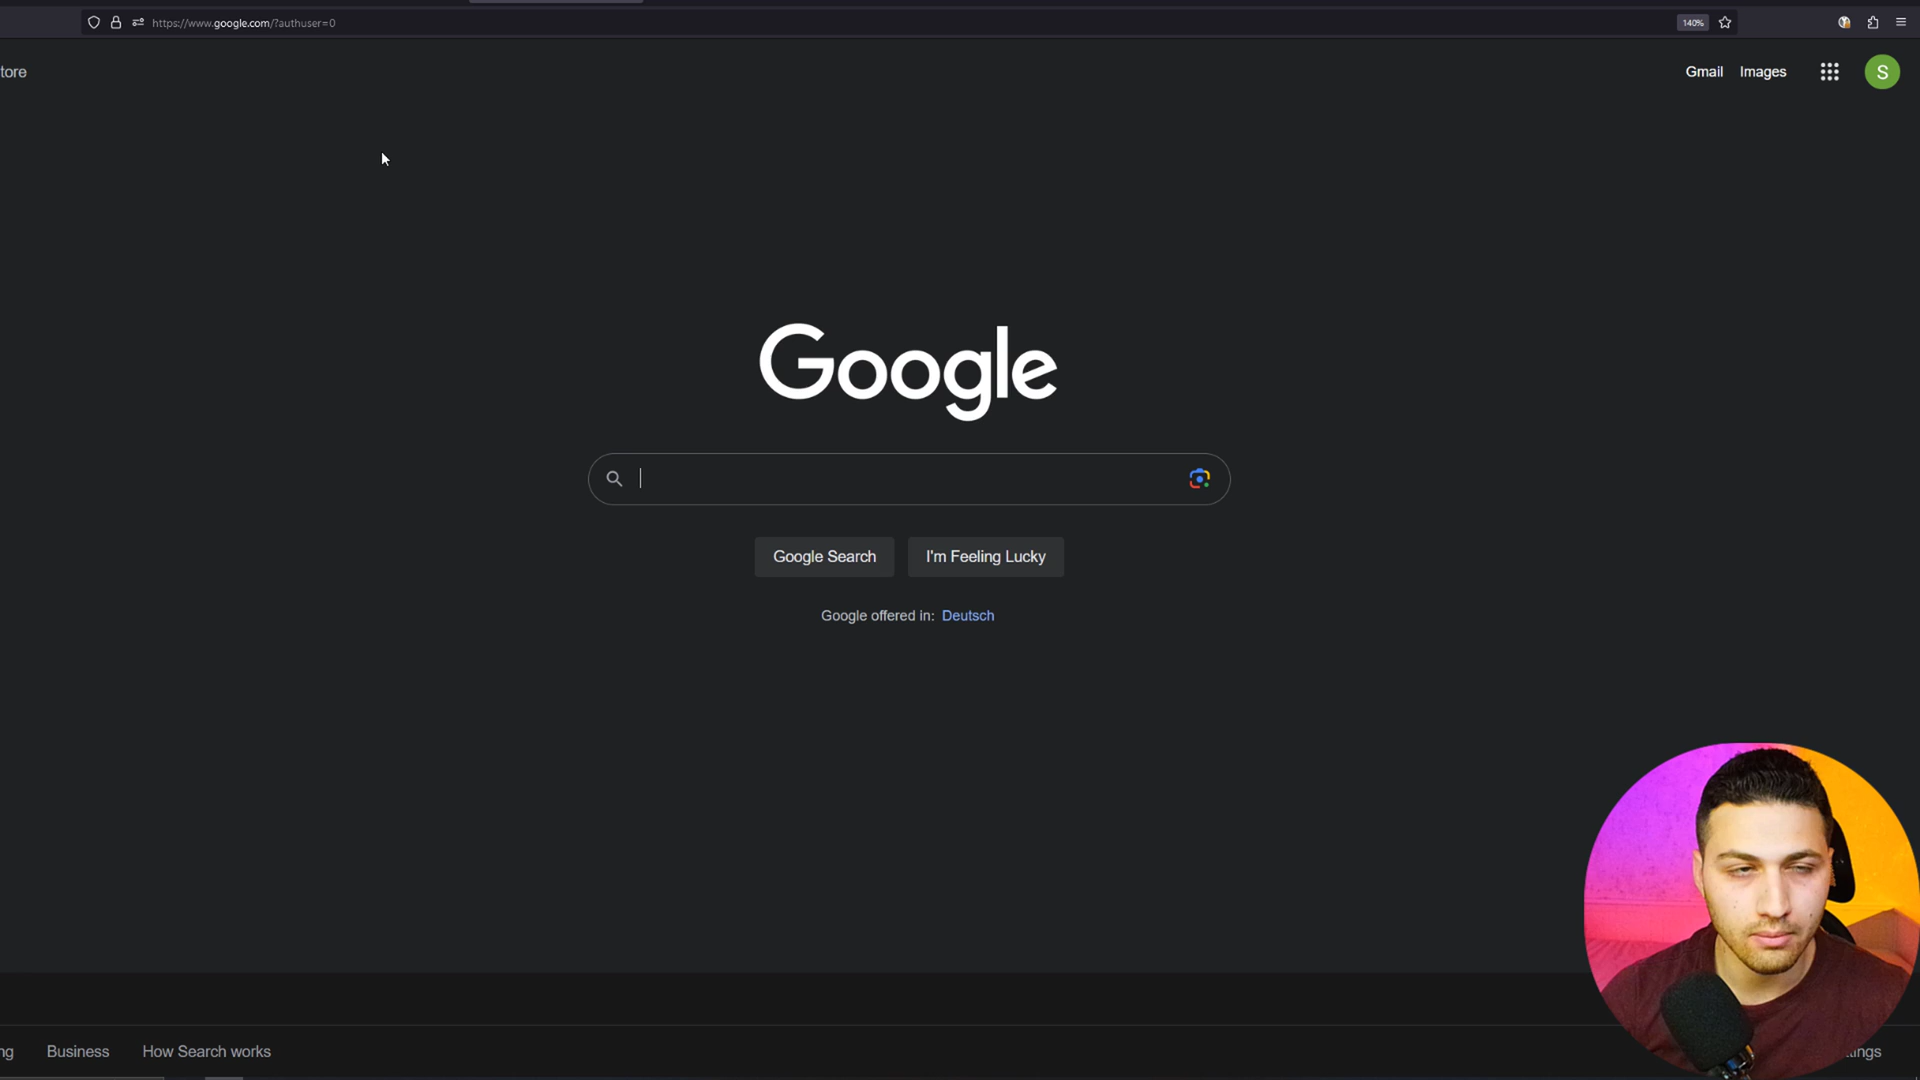 https://www.google.com/?authuser=0
140%
tore
Gmail Images
S
Google
Google Search
I'm Feeling Lucky
Google offered in: Deutsch
ng
Business
How Search works
ings